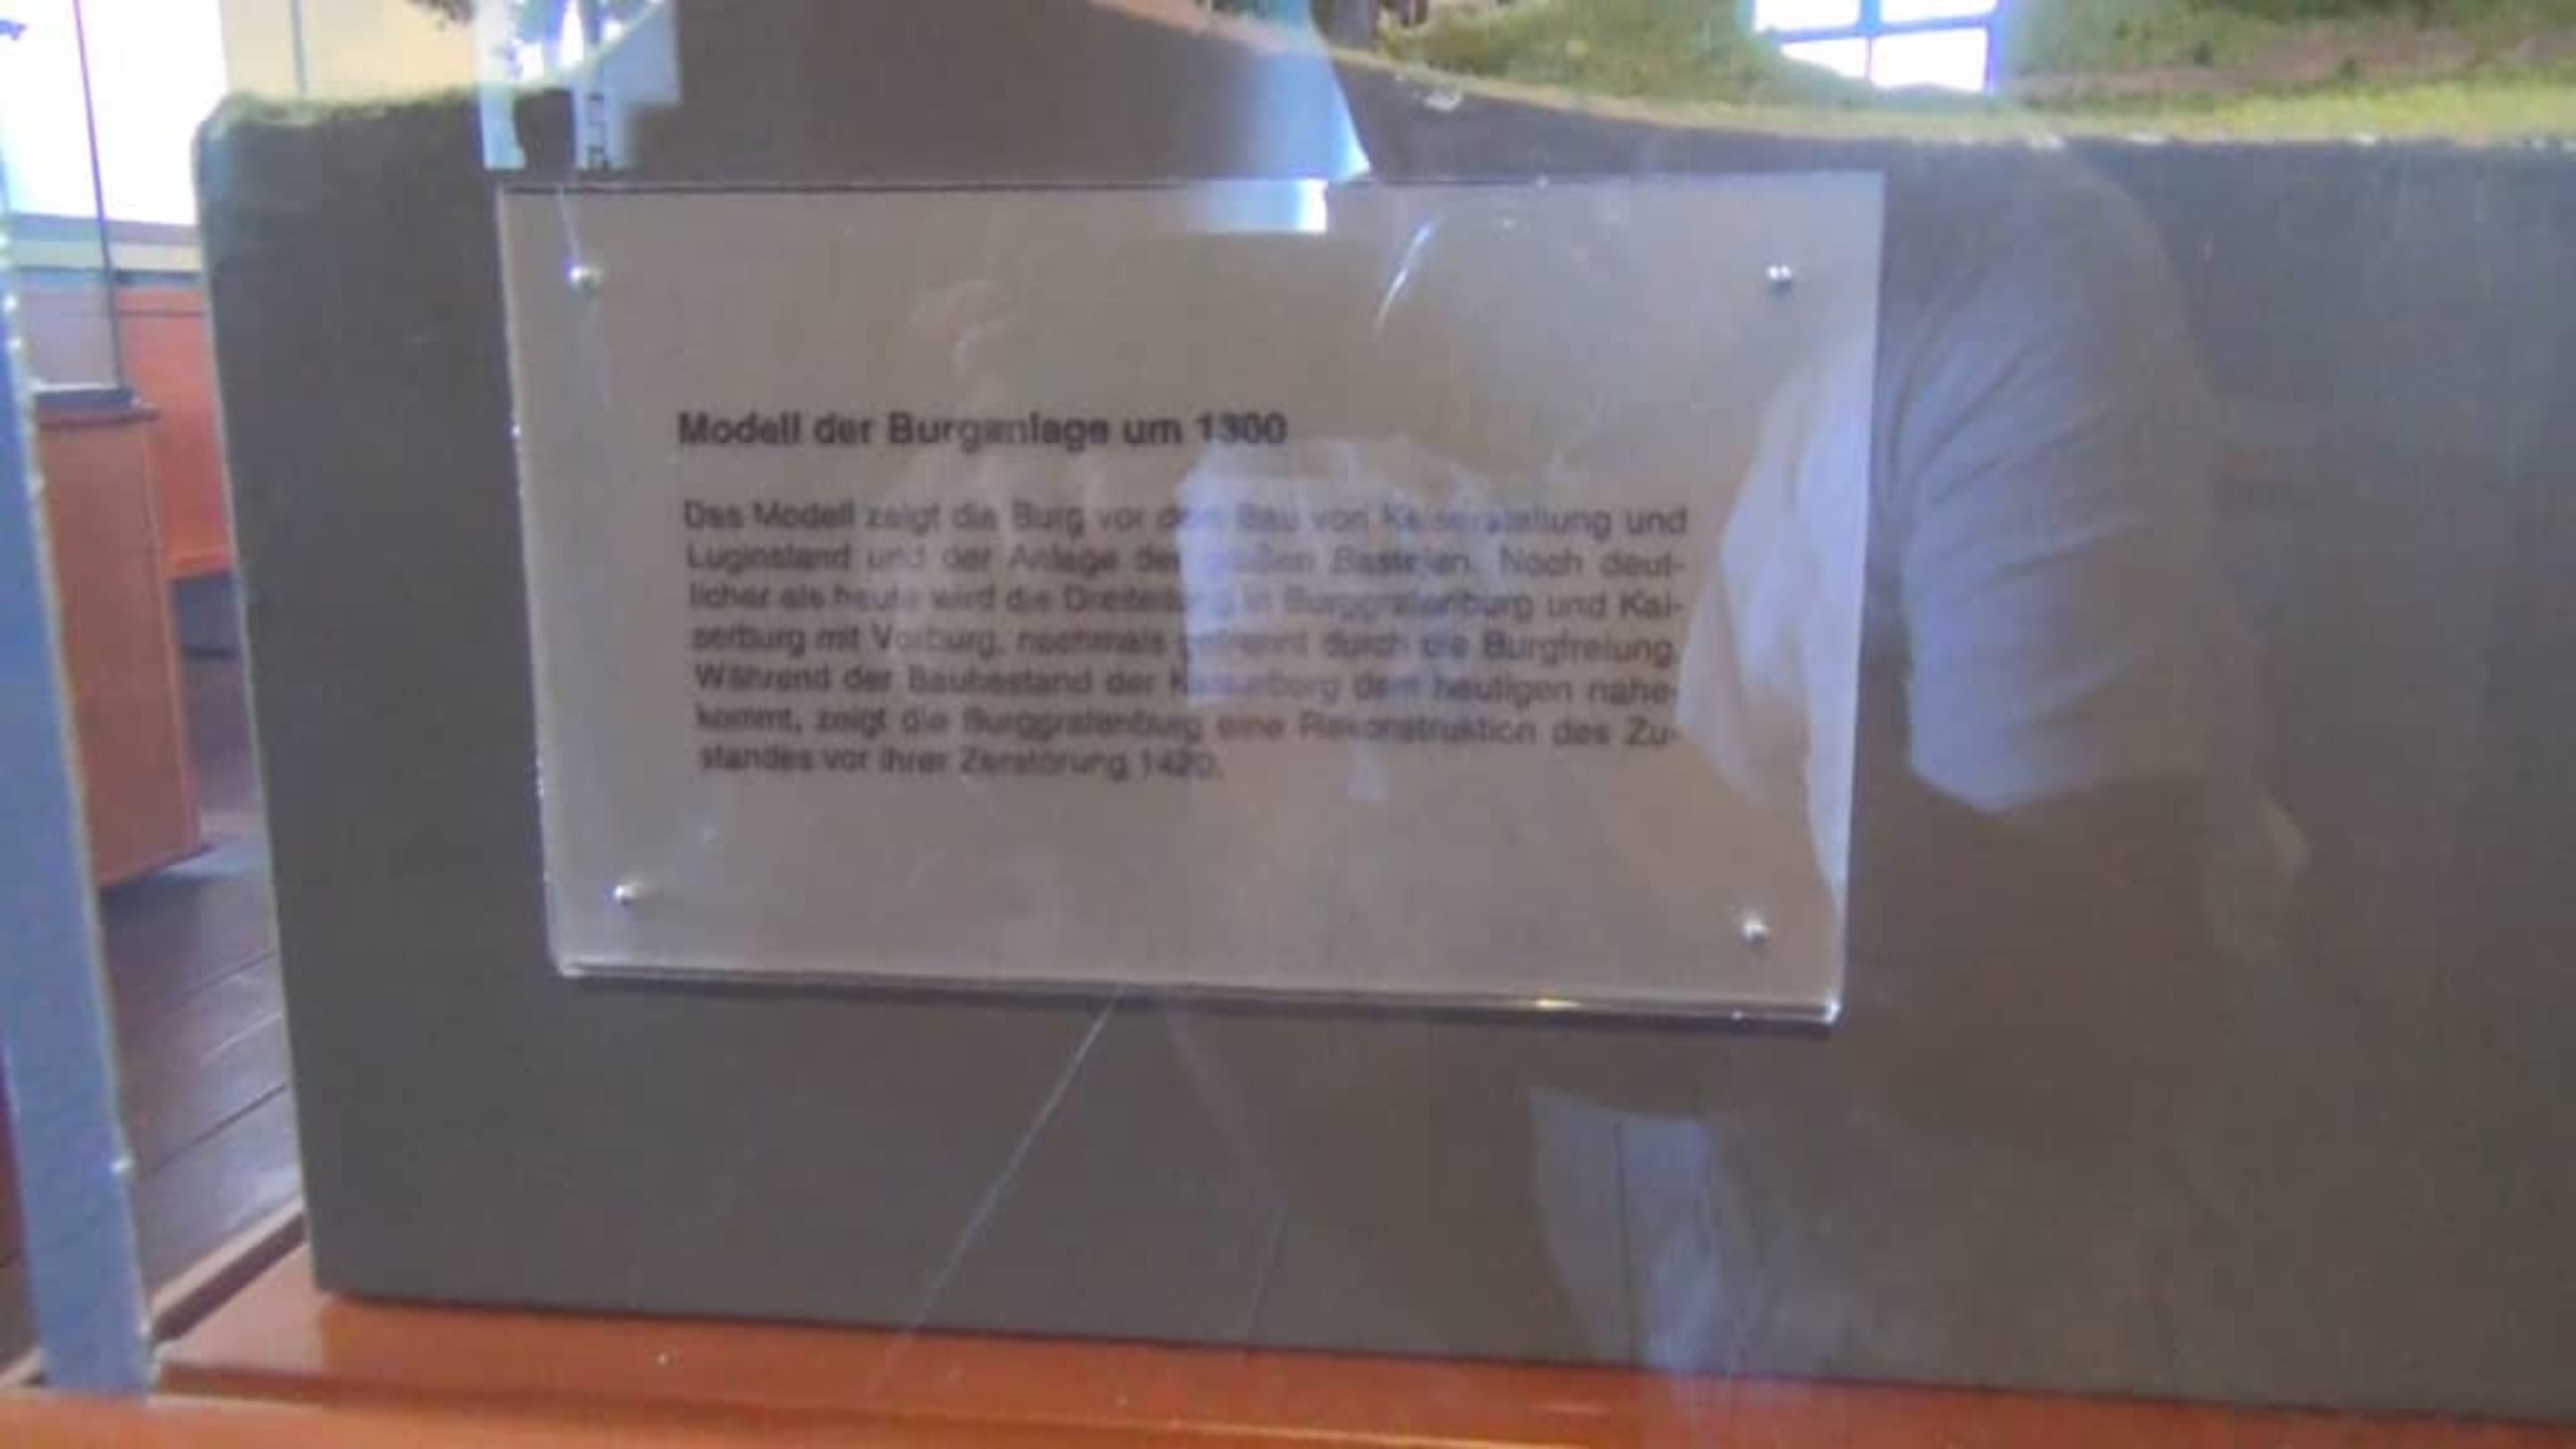 Modell der Burganlage um 1300
Das Modell zeigt die Burg vor dem Bau von Kaiserstallung und
Luginsland und der Anlage der großen Basteien. Noch deut-
licher als heute wird die Dreiteilung in Burggrafenburg und Kai-
serburg mit Vorburg, nochmals getrennt durch die Burgfreiung.
Während der Baubestand der Kaiserburg dem heutigen nahe-
kommt, zeigt die Burggrafenburg eine Rekonstruktion des Zu-
standes vor ihrer Zerstörung 1420.